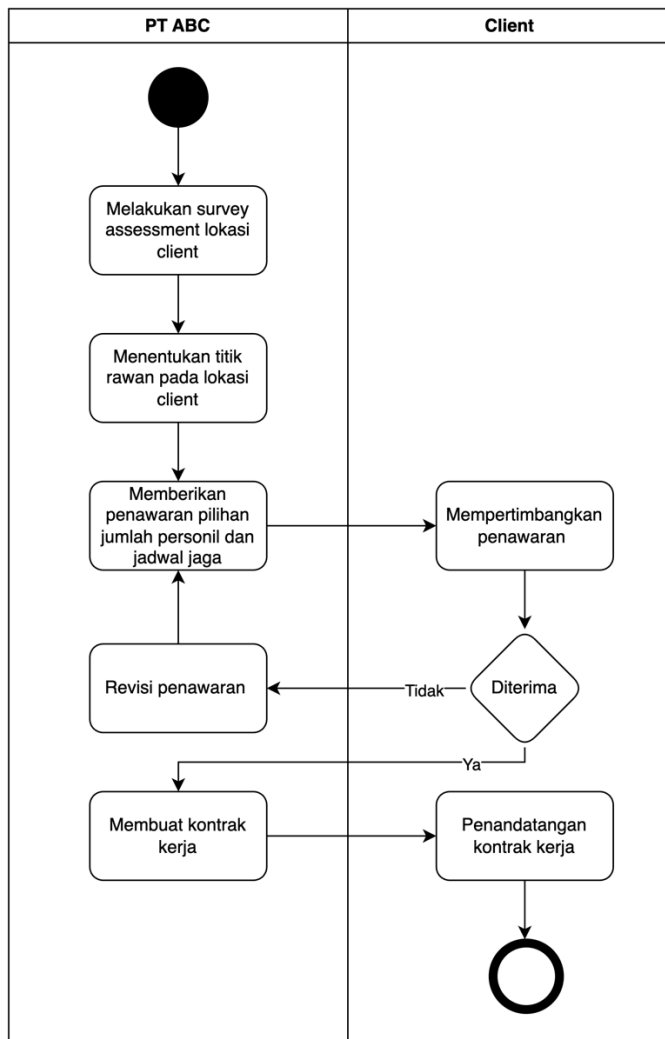 PT ABC
Client
Melakukan survey
assessment lokasi
client
Menentukan titik
rawan pada lokasi
client
Memberikan
penawaran pilihan
jumlah personil dan
jadwal jaga
Mempertimbangkan
penawaran
Diterima
Tidak
Revisi penawaran
Ya
Membuat kontrak
kerja
Penandatangan
kontrak kerja